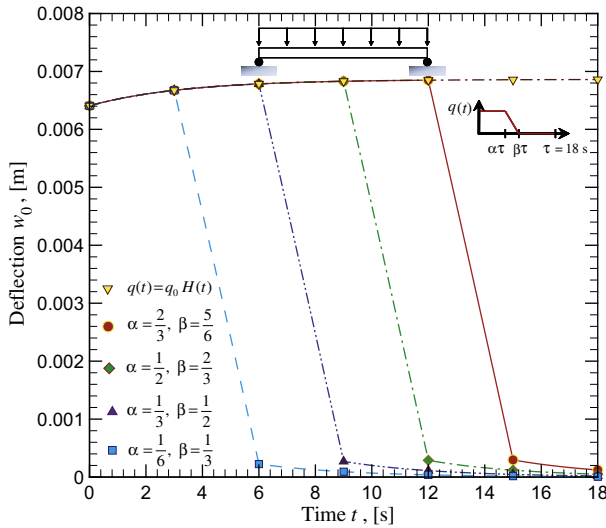 0.008
0.007
0.006
0.005
0.004
0.003
0.002
0.001
0
Deflection w₀ , [m]
q(t)
ατ βτ τ = 18 s
q(t) = q₀ H(t)
α = 2/3, β = 5/6
α = 1/2, β = 2/3
α = 1/3, β = 1/2
α = 1/6, β = 1/3
0 2 4 6 8 10 12 14 16 18
Time t , [s]